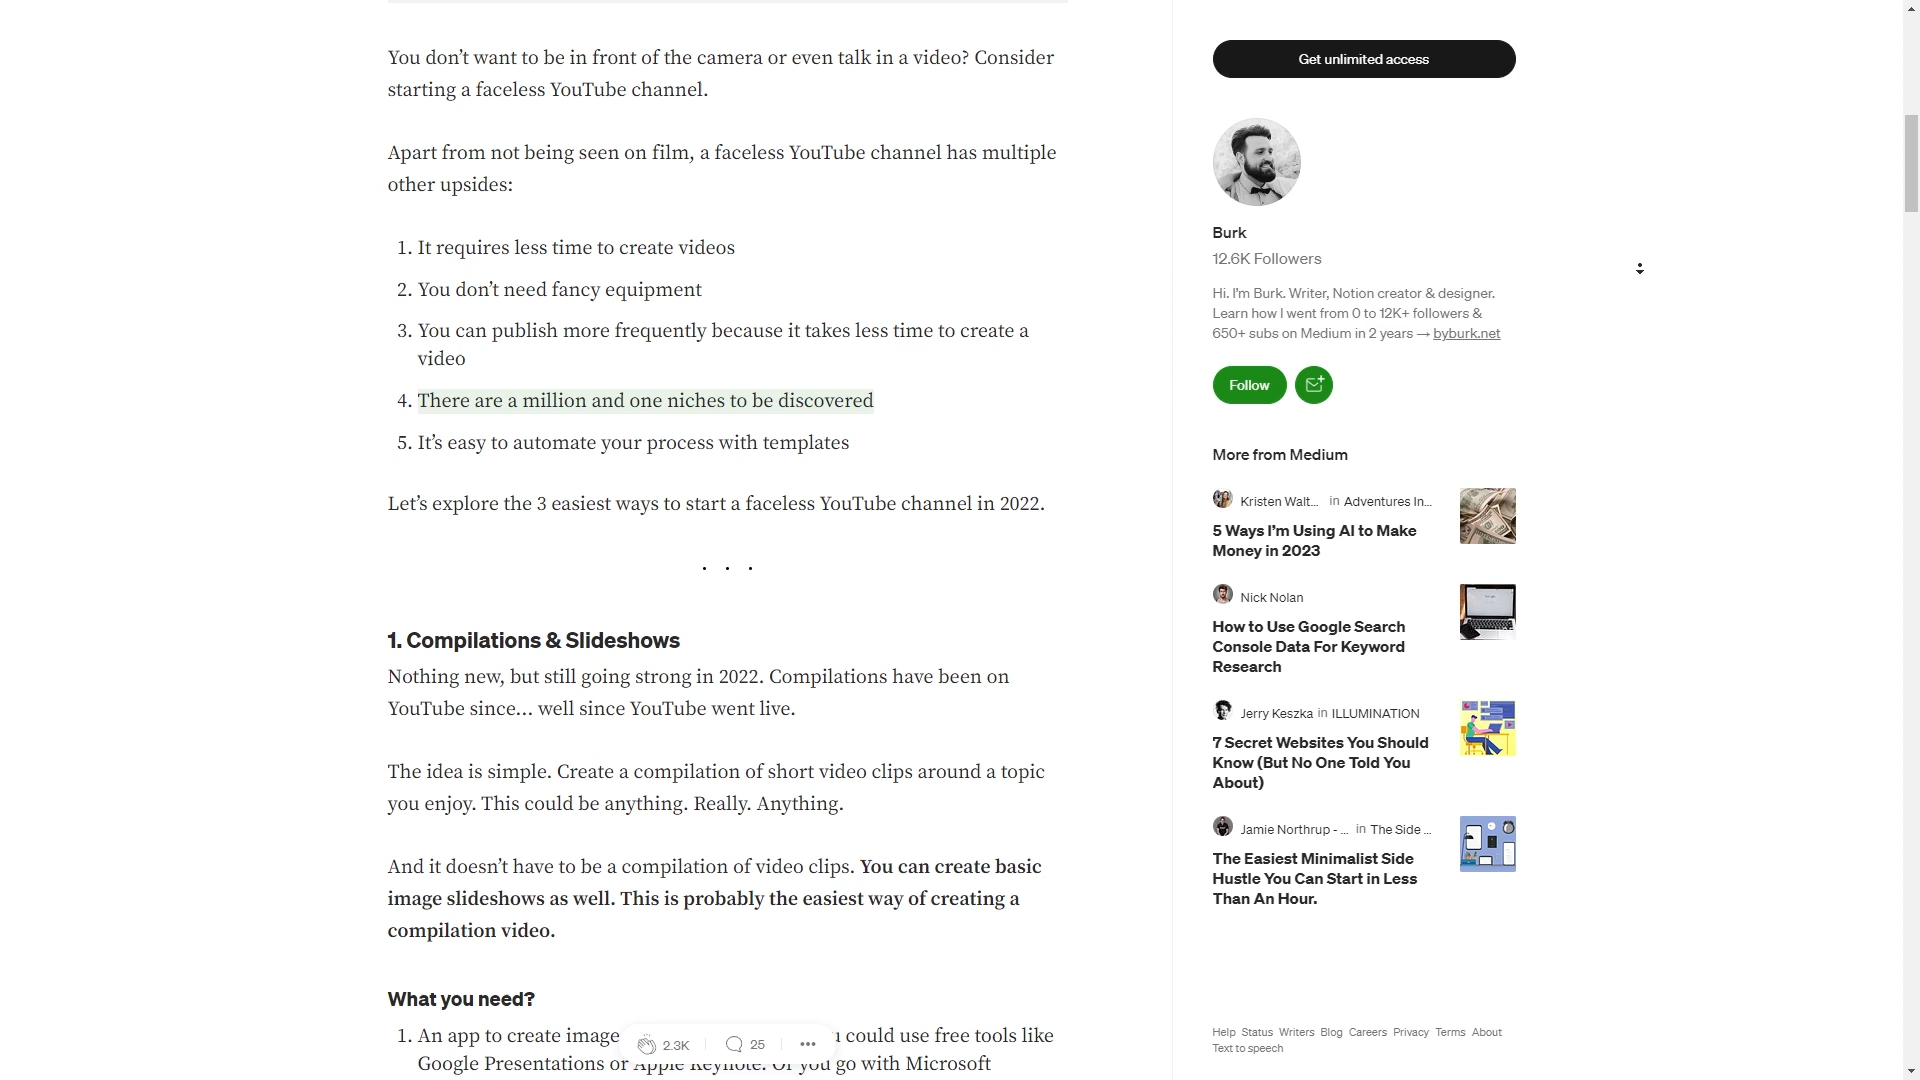 You don’t want to be in front of the camera or even talk in a video? Consider
starting a faceless YouTube channel.
Apart from not being seen on film, a faceless YouTube channel has multiple
other upsides:
1. It requires less time to create videos
2. You don’t need fancy equipment
3. You can publish more frequently because it takes less time to create a
video
4. There are a million and one niches to be discovered
5. It’s easy to automate your process with templates
Let’s explore the 3 easiest ways to start a faceless YouTube channel in 2022.
. . .
1. Compilations & Slideshows
Nothing new, but still going strong in 2022. Compilations have been on
YouTube since… well since YouTube went live.
The idea is simple. Create a compilation of short video clips around a topic
you enjoy. This could be anything. Really. Anything.
And it doesn’t have to be a compilation of video clips. You can create basic
image slideshows as well. This is probably the easiest way of creating a
compilation video.
What you need?
1. An app to create image could use free tools like
Google Presentations or Apple Keynote. Or you go with Microsoft
2.3K 25
Get unlimited access
Burk
12.6K Followers
Hi. I’m Burk. Writer, Notion creator & designer.
Learn how I went from 0 to 12K+ followers &
650+ subs on Medium in 2 years → byburk.net
Follow
More from Medium
Kristen Walt... in Adventures In...
5 Ways I’m Using AI to Make
Money in 2023
Nick Nolan
How to Use Google Search
Console Data For Keyword
Research
Jerry Keszka in ILLUMINATION
7 Secret Websites You Should
Know (But No One Told You
About)
Jamie Northrup - ... in The Side ...
The Easiest Minimalist Side
Hustle You Can Start in Less
Than An Hour.
Help Status Writers Blog Careers Privacy Terms About
Text to speech